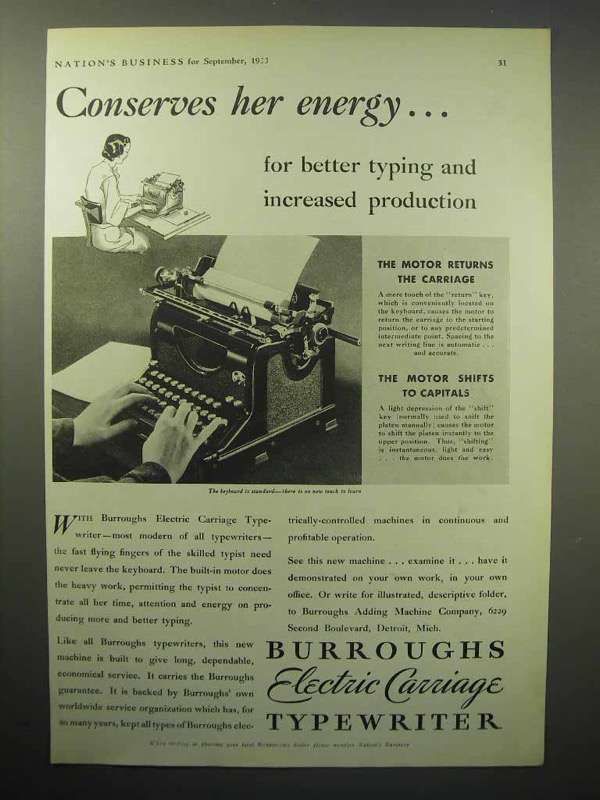 NATION'S BUSINESS for September, 1933
31
Conserves her energy...
for better typing and
increased production
THE MOTOR RETURNS
THE CARRIAGE
A mere touch of the "return" key,
which is conveniently located on
the keyboard, causes the motor to
return the carriage to the starting
position, or to any predetermined
intermediate point. Spacing to the
next writing line is automatic...
and accurate.
THE MOTOR SHIFTS
TO CAPITALS
A light depression of the "shift"
key (normally used to shift the
platen manually) causes the motor
to shift the platen instantly to the
upper position. Thus, "shifting"
is instantaneous, light and easy
... the motor does the work.
The keyboard is standard—there is no new touch to learn
WITH Burroughs Electric Carriage Type-
writer—most modern of all typewriters—
the fast flying fingers of the skilled typist need
never leave the keyboard. The built-in motor does
the heavy work, permitting the typist to concen-
trate all her time, attention and energy on pro-
ducing more and better typing.
Like all Burroughs typewriters, this new
machine is built to give long, dependable,
economical service. It carries the Burroughs
guarantee. It is backed by Burroughs' own
worldwide service organization which has, for
so many years, kept all types of Burroughs elec-
trically-controlled machines in continuous and
profitable operation.
See this new machine... examine it... have it
demonstrated on your own work, in your own
office. Or write for illustrated, descriptive folder,
to Burroughs Adding Machine Company, 6229
Second Boulevard, Detroit, Mich.
BURROUGHS
Electric Carriage
TYPEWRITER
When writing to your local Burroughs please mention Nation's Business